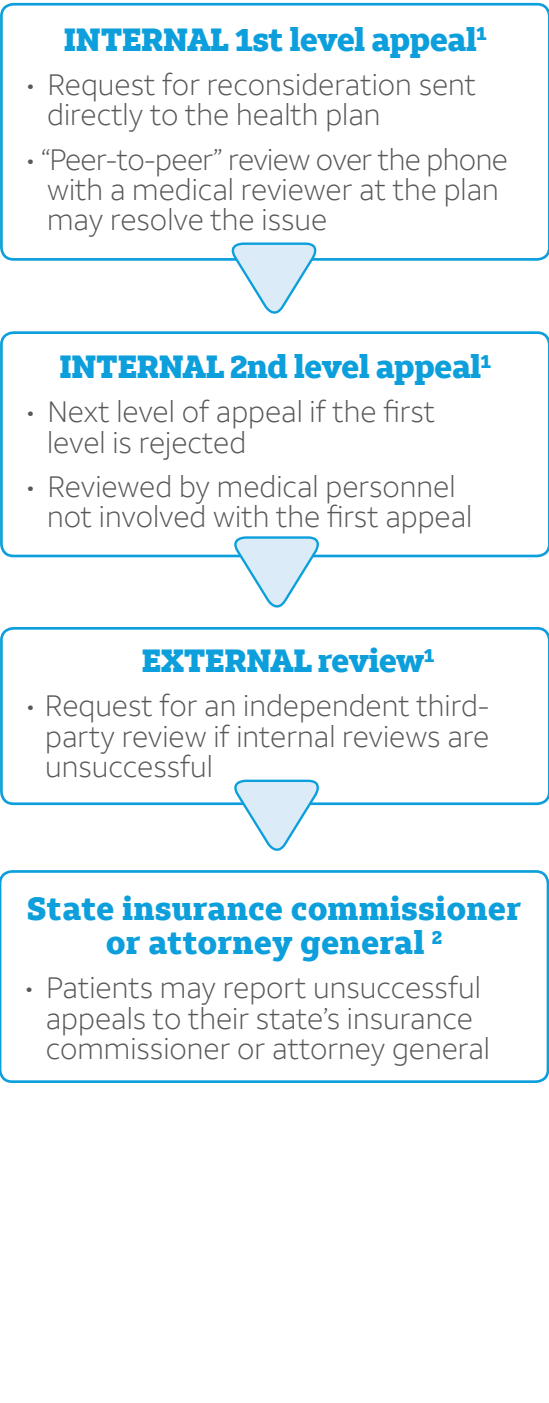 INTERNAL 1st level appeal¹
• Request for reconsideration sent
directly to the health plan
• “Peer-to-peer” review over the phone
with a medical reviewer at the plan
may resolve the issue
INTERNAL 2nd level appeal¹
• Next level of appeal if the first
level is rejected
• Reviewed by medical personnel
not involved with the first appeal
EXTERNAL review¹
• Request for an independent third-
party review if internal reviews are
unsuccessful
State insurance commissioner
or attorney general ²
• Patients may report unsuccessful
appeals to their state’s insurance
commissioner or attorney general